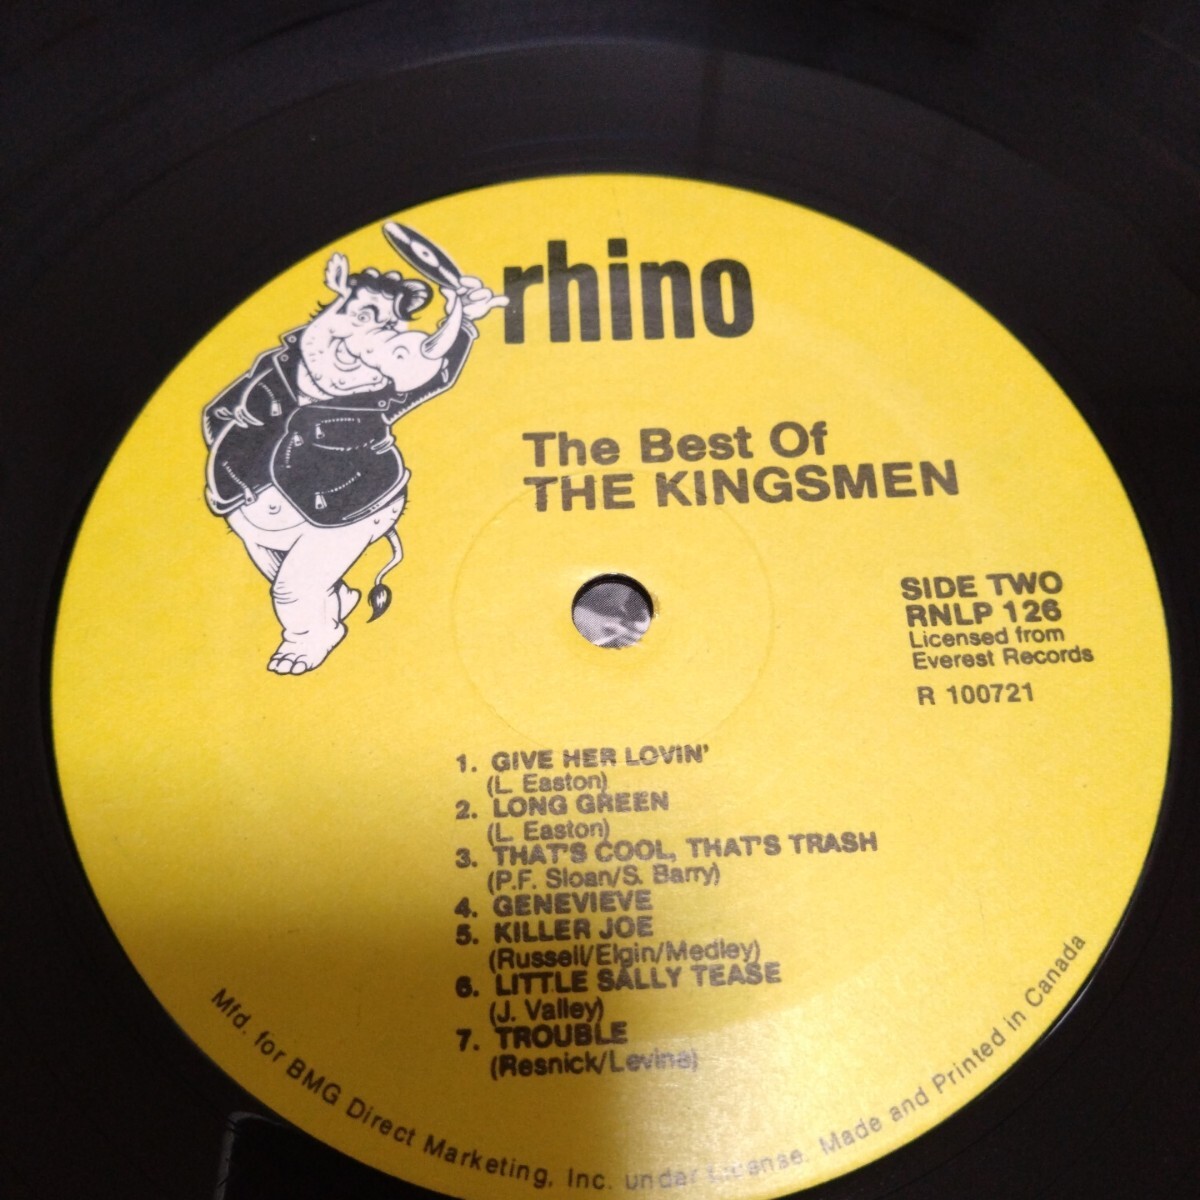 rhino
The Best Of
THE KINGSMEN
SIDE TWO
RNLP 126
Licensed from
Everest Records
R 100721
1. GIVE HER LOVIN'
(L. Easton)
2. LONG GREEN
(L. Easton)
3. THAT'S COOL, THAT'S TRASH
(P.F. Sloan/S. Barry)
4. GENEVIEVE
5. KILLER JOE
(Russell/Elgin/Medley)
6. LITTLE SALLY TEASE
(J. Valley)
7. TROUBLE
(Resnick/Levine)
Mfd. for BMG Direct Marketing, Inc. under License. Made and Printed in Canada